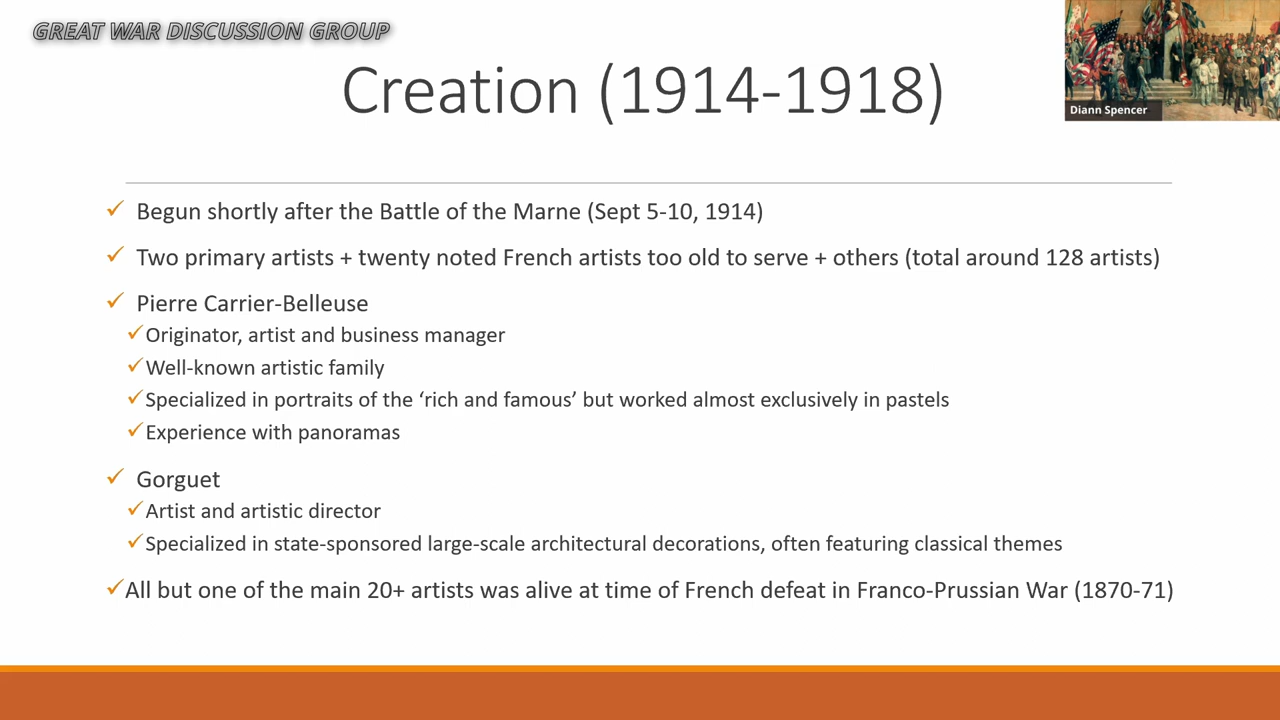 GREAT WAR DISCUSSION GROUP
Creation (1914-1918)
Diann Spencer
Begun shortly after the Battle of the Marne (Sept 5-10, 1914)
Two primary artists + twenty noted French artists too old to serve + others (total around 128 artists)
Pierre Carrier-Belleuse
Originator, artist and business manager
Well-known artistic family
Specialized in portraits of the ‘rich and famous’ but worked almost exclusively in pastels
Experience with panoramas
Gorguet
Artist and artistic director
Specialized in state-sponsored large-scale architectural decorations, often featuring classical themes
All but one of the main 20+ artists was alive at time of French defeat in Franco-Prussian War (1870-71)